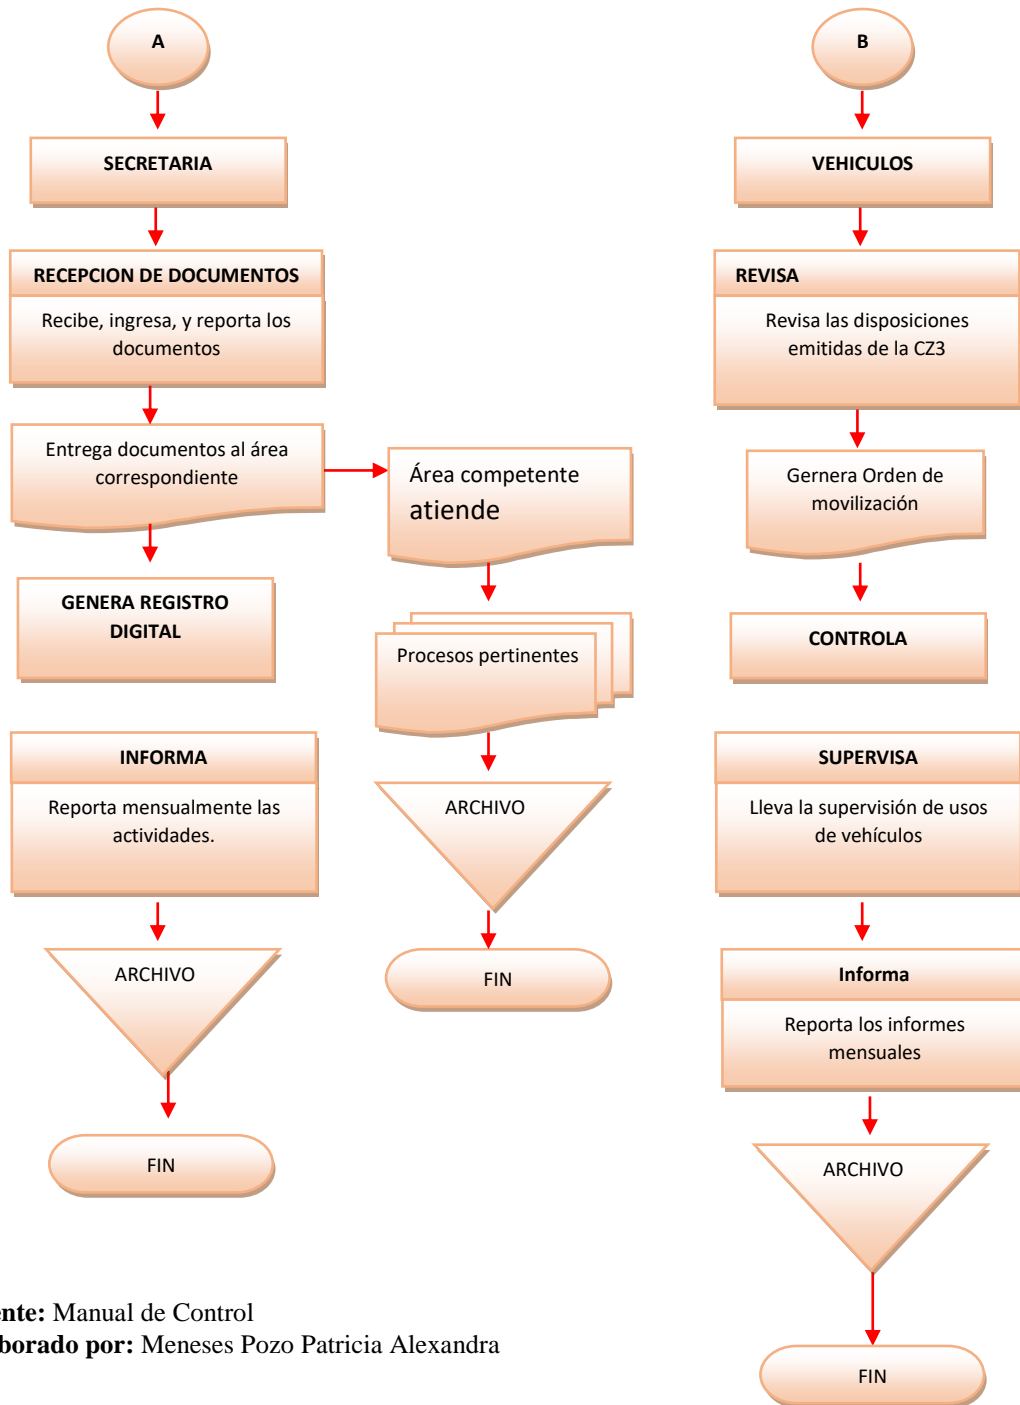 A
SECRETARIA
RECEPCION DE DOCUMENTOS
Recibe, ingresa, y reporta los
documentos
Entrega documentos al área
correspondiente
GENERA REGISTRO
DIGITAL
INFORMA
Reporta mensualmente las
actividades.
ARCHIVO
FIN
Área competente
atiende
Procesos pertinentes
ARCHIVO
FIN
B
VEHICULOS
REVISA
Revisa las disposiciones
emitidas de la CZ3
Gernera Orden de
movilización
CONTROLA
SUPERVISA
Lleva la supervisión de usos
de vehículos
Informa
Reporta los informes
mensuales
ARCHIVO
FIN
ente: Manual de Control
borado por: Meneses Pozo Patricia Alexandra